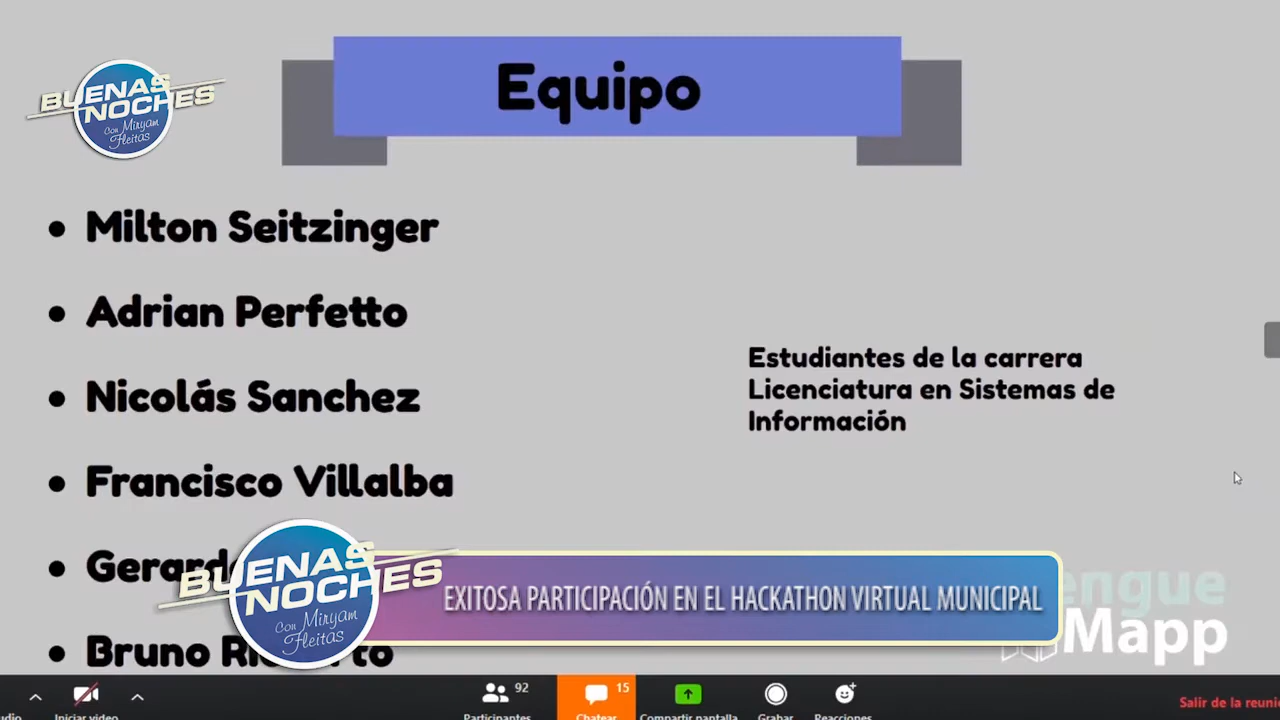 Equipo
BUENAS
NOCHES
Con Miryam
Fleitas
Milton Seitzinger
Adrian Perfetto
Nicolás Sanchez
Francisco Villalba
Estudiantes de la carrera
Licenciatura en Sistemas de
Información
Bruno
BUENAS
NOCHES
Con Miryam
Fleitas
EXITOSA PARTICIPACIÓN EN EL HACKATHON VIRTUAL MUNICIPAL
Mapp
Iniciar video
92
Participantes
15
Chatear
Compartir pantalla
Grabar
Reacciones
Salir de la